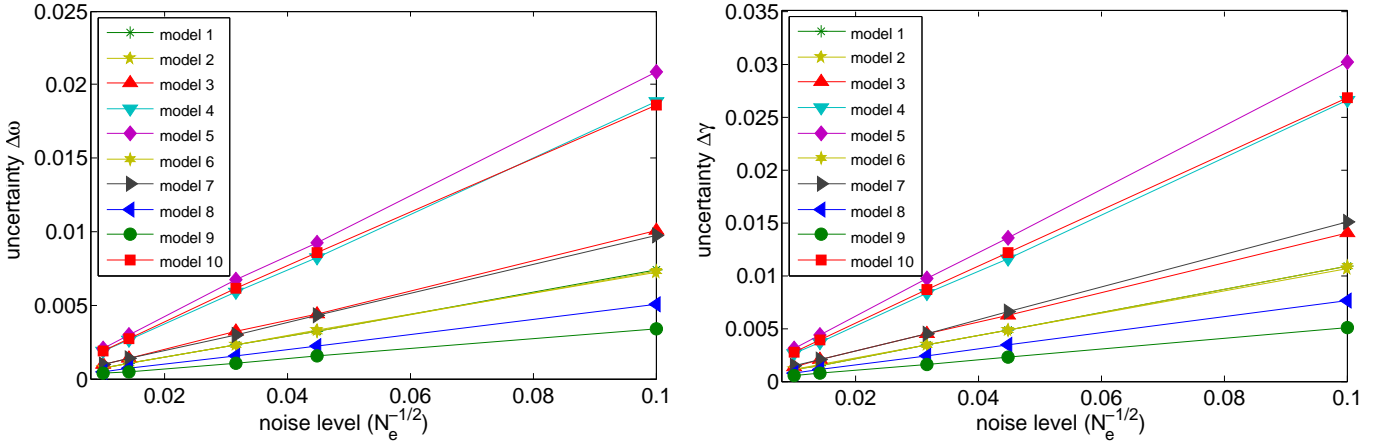 0.025
0.02
0.015
0.01
0.005
0
uncertainty Δω
model 1
model 2
model 3
model 4
model 5
model 6
model 7
model 8
model 9
model 10
0.02
0.04
0.06
0.08
0.1
noise level (N_e^{-1/2})
0.035
0.03
0.025
0.02
0.015
0.01
0.005
0
uncertainty Δγ
model 1
model 2
model 3
model 4
model 5
model 6
model 7
model 8
model 9
model 10
0.02
0.04
0.06
0.08
0.1
noise level (N_e^{-1/2})